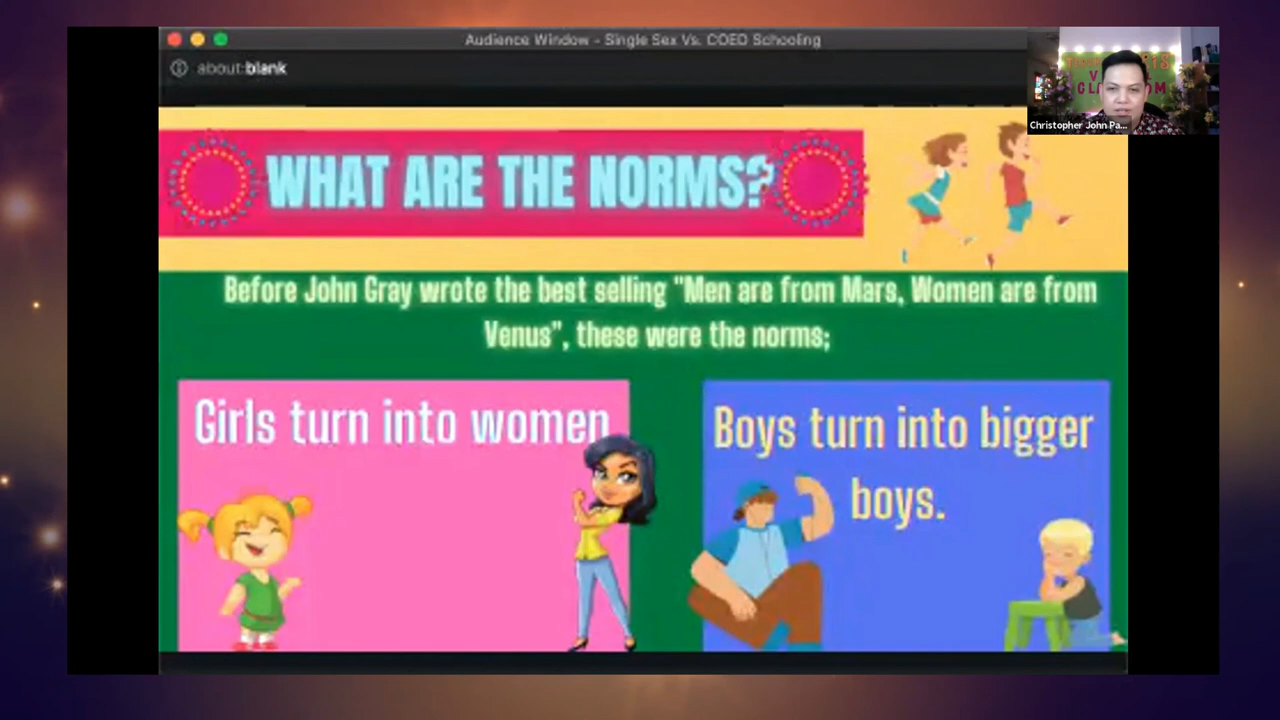 Audience Window - Single Sex Vs. COED Schooling
about:blank
Christopher John Pa...
WHAT ARE THE NORMS?
Before John Gray wrote the best selling "Men are from Mars, Women are from
Venus", these were the norms;
Girls turn into women
Boys turn into bigger
boys.